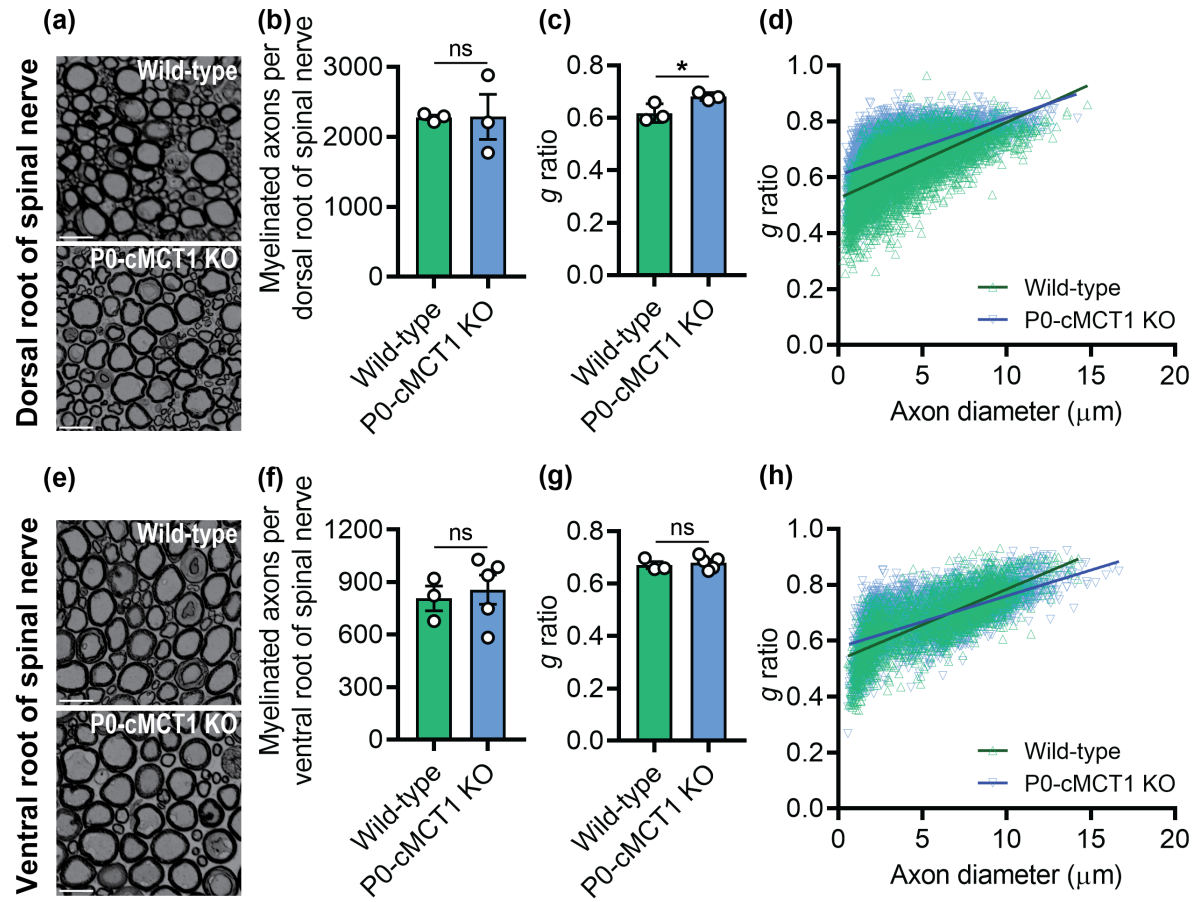 (a)
(b)
(c)
(d)
Dorsal root of spinal nerve
Wild-type
P0-cMCT1 KO
Myelinated axons per
dorsal root of spinal nerve
3000
2000
1000
0
ns
Wild-type
P0-cMCT1 KO
g ratio
0.8
0.6
0.4
0.2
0.0
*
Wild-type
P0-cMCT1 KO
g ratio
1.0
0.8
0.6
0.4
0.2
0.0
Wild-type
P0-cMCT1 KO
0 5 10 15 20
Axon diameter (μm)
(e)
(f)
(g)
(h)
Ventral root of spinal nerve
Wild-type
P0-cMCT1 KO
Myelinated axons per
ventral root of spinal nerve
1200
900
600
300
0
ns
Wild-type
P0-cMCT1 KO
g ratio
0.8
0.6
0.4
0.2
0.0
ns
Wild-type
P0-cMCT1 KO
g ratio
1.0
0.8
0.6
0.4
0.2
0.0
Wild-type
P0-cMCT1 KO
0 5 10 15 20
Axon diameter (μm)